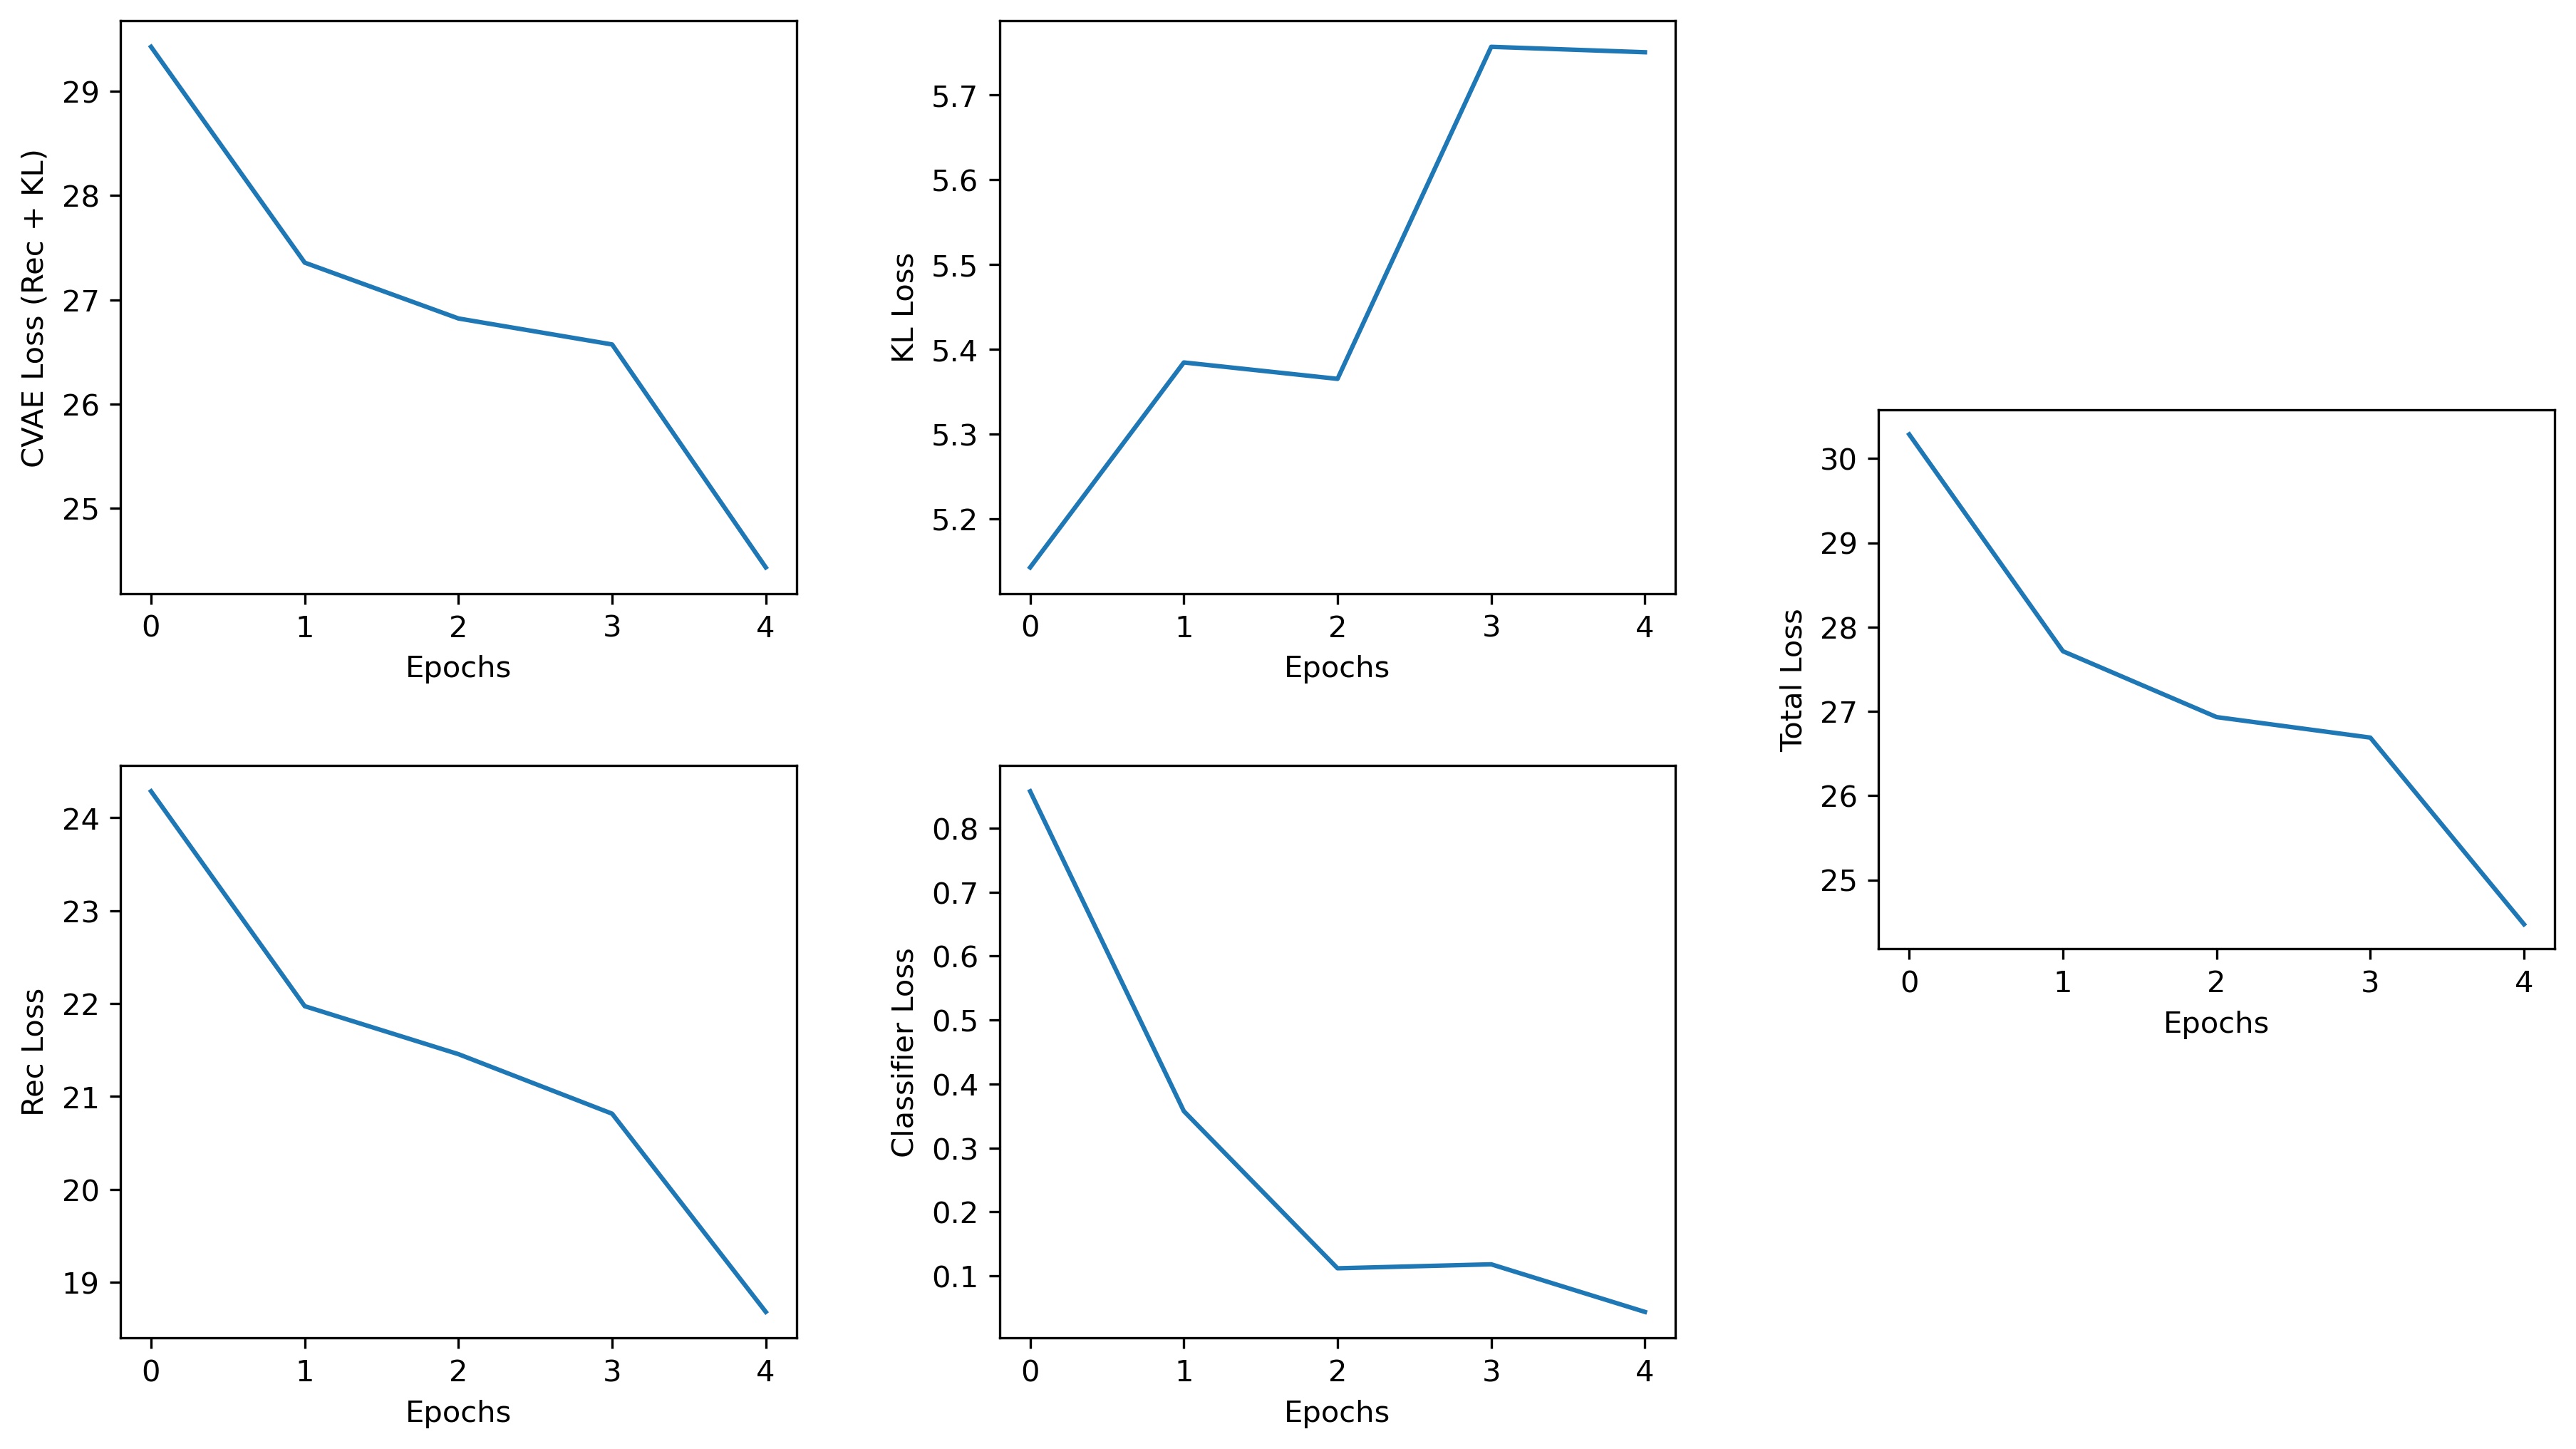 CVAE Loss (Rec + KL)
29
28
27
26
25
0 1 2 3 4
Epochs
KL Loss
5.7
5.6
5.5
5.4
5.3
5.2
0 1 2 3 4
Epochs
Rec Loss
24
23
22
21
20
19
0 1 2 3 4
Epochs
Classifier Loss
0.8
0.7
0.6
0.5
0.4
0.3
0.2
0.1
0 1 2 3 4
Epochs
Total Loss
30
29
28
27
26
25
0 1 2 3 4
Epochs